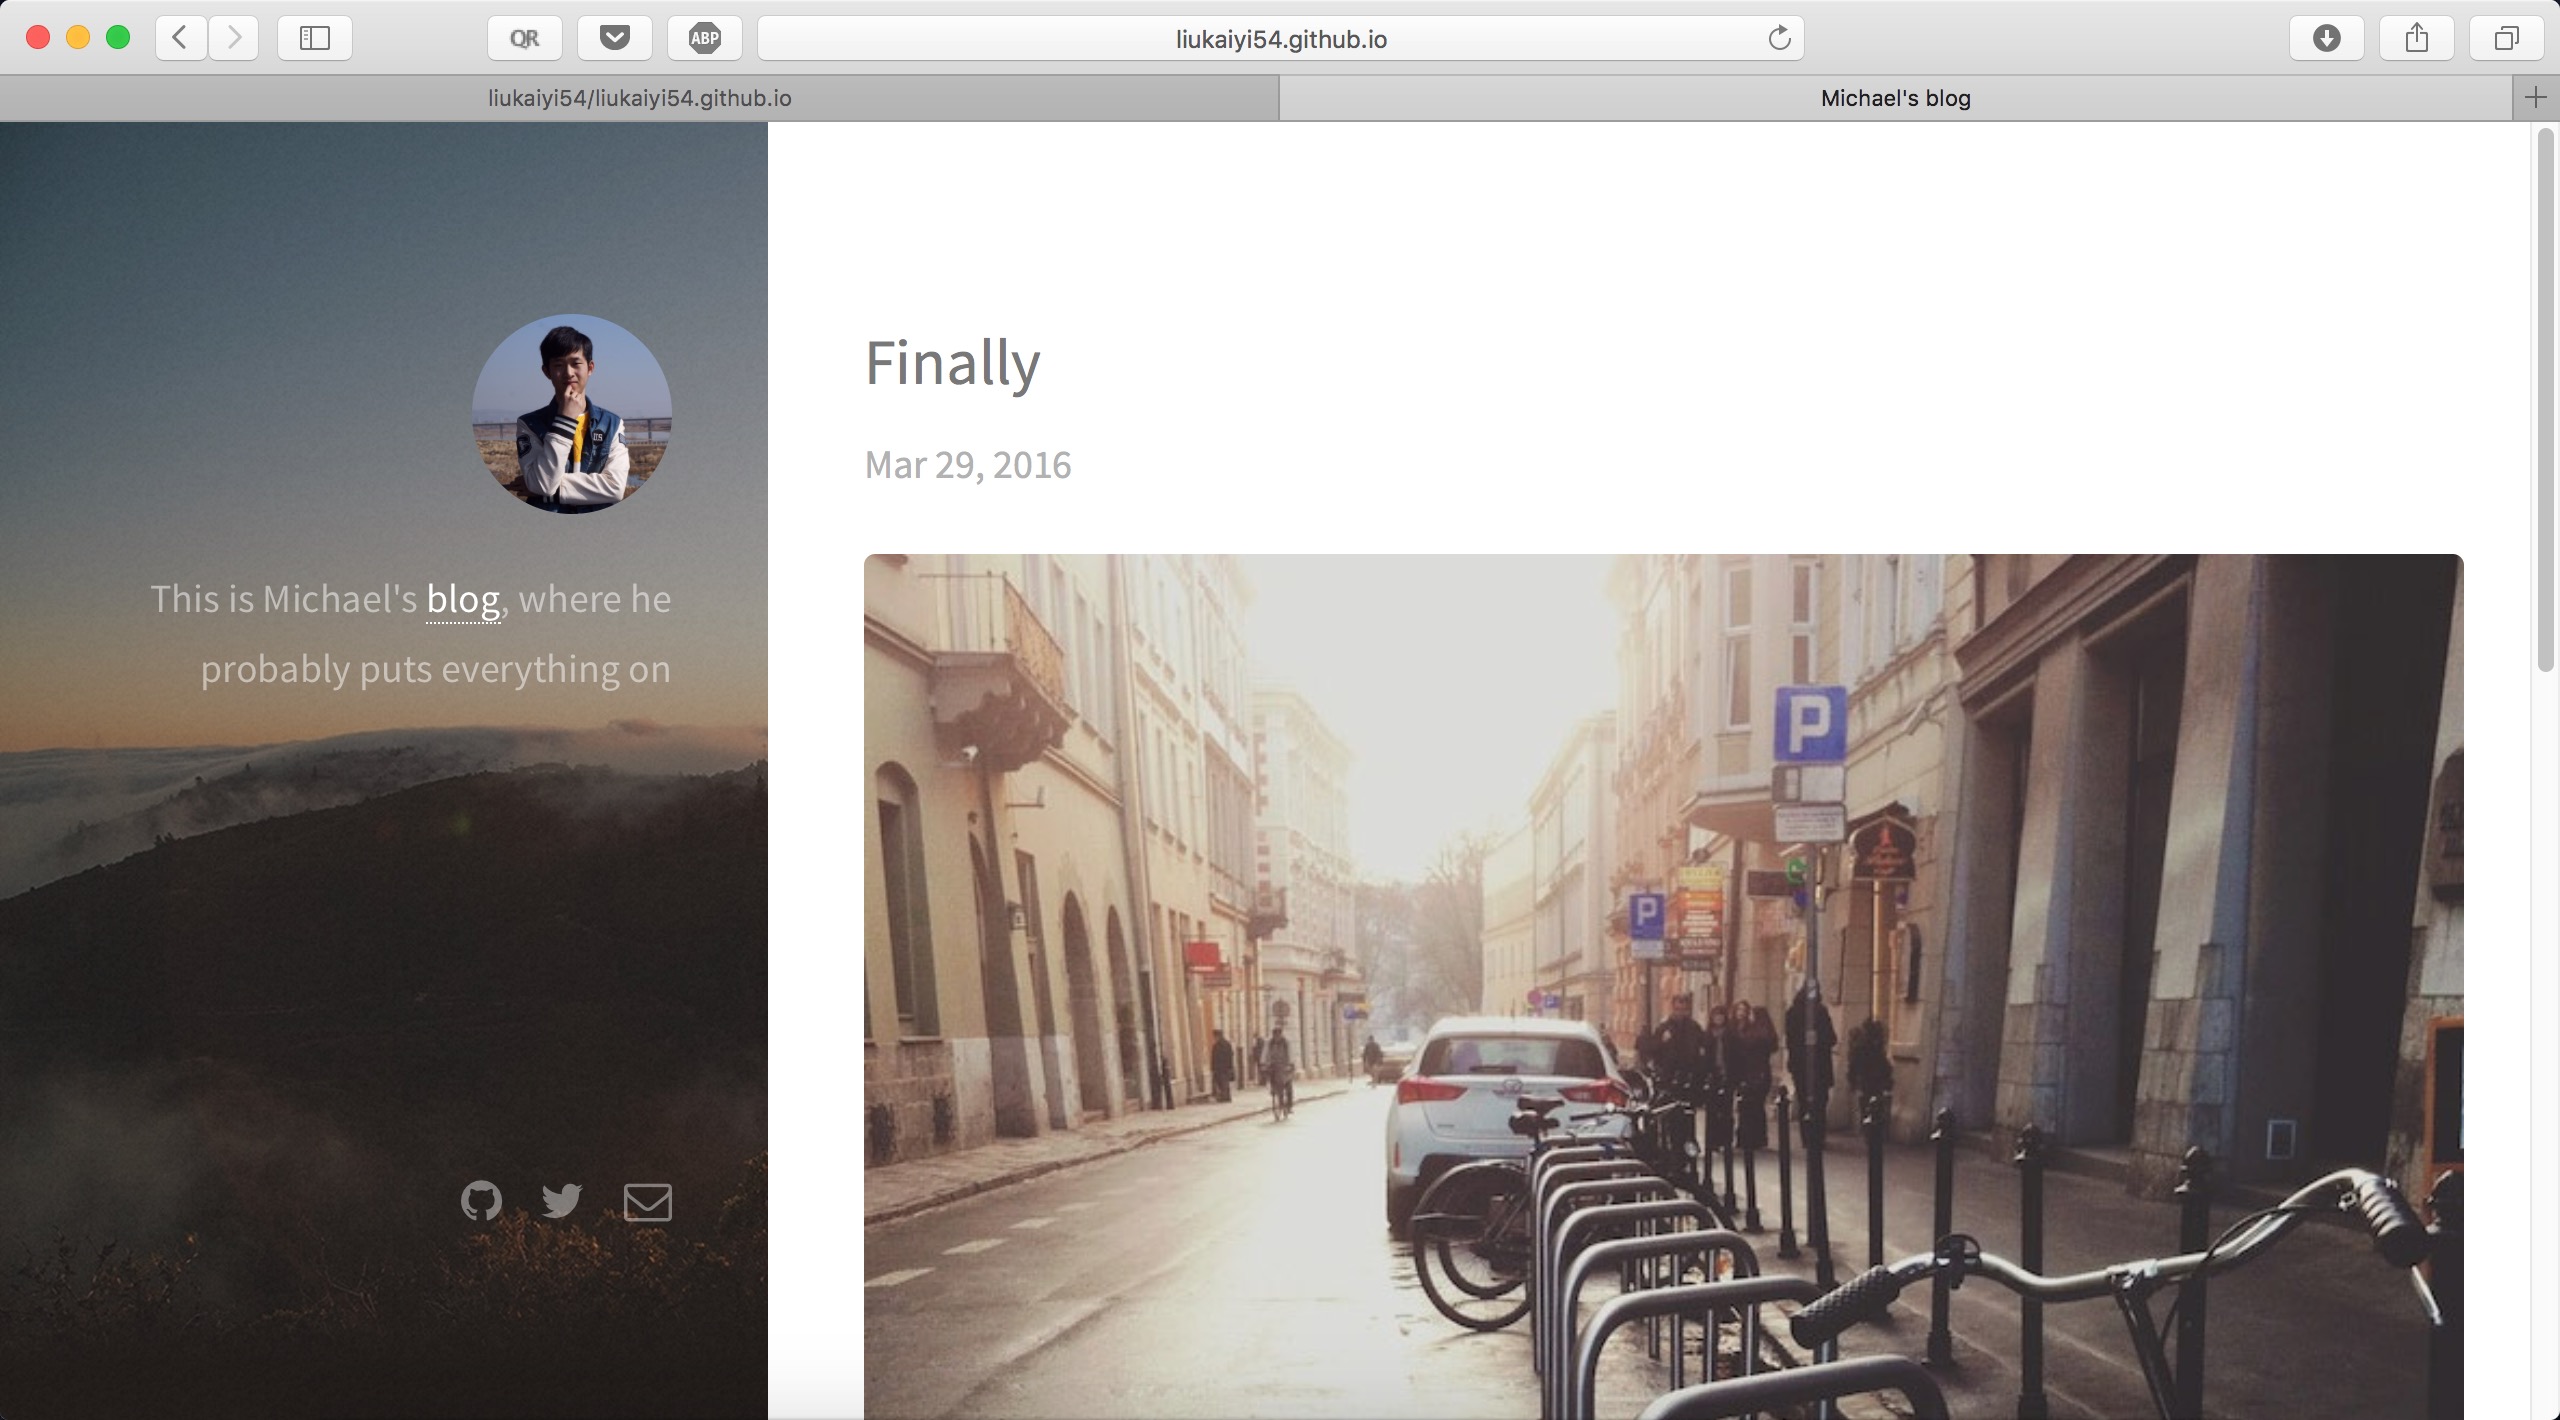 QR
ABP
liukaiyi54.github.io
liukaiyi54/liukaiyi54.github.io
Michael's blog
This is Michael's blog, where he
probably puts everything on
Finally
Mar 29, 2016
P
P